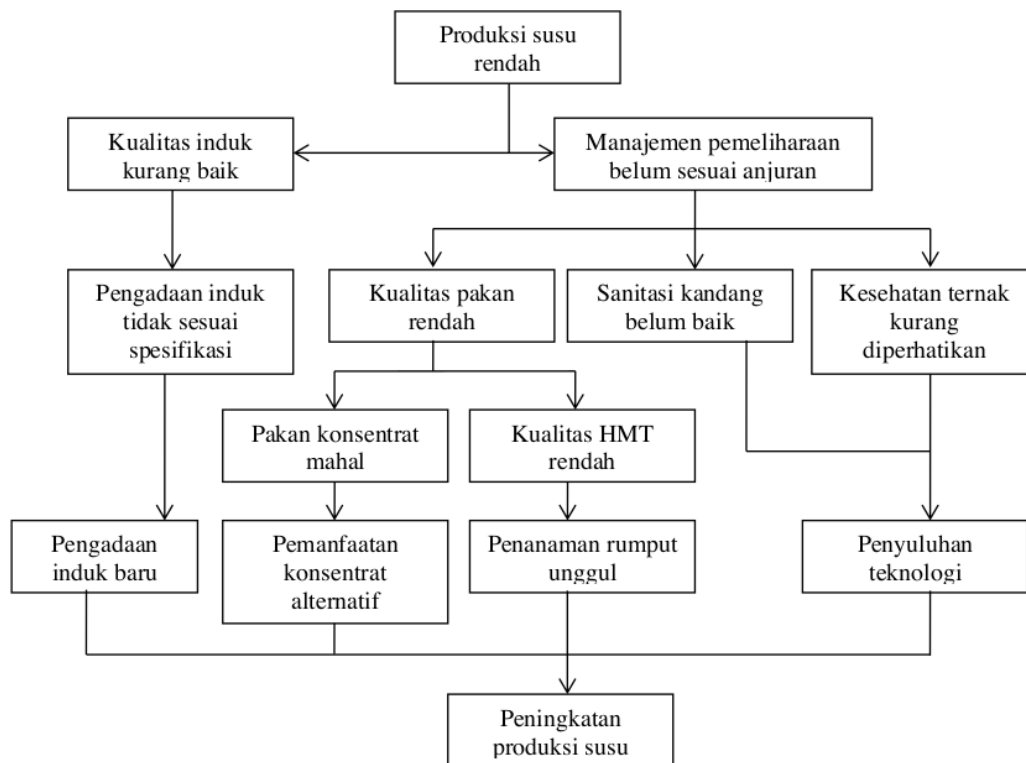 Produksi susu
rendah
Kualitas induk
kurang baik
Manajemen pemeliharaan
belum sesuai anjuran
Pengadaan induk
tidak sesuai
spesifikasi
Kualitas pakan
rendah
Sanitasi kandang
belum baik
Kesehatan ternak
kurang
diperhatikan
Pakan konsentrat
mahal
Kualitas HMT
rendah
Pengadaan
induk baru
Pemanfaatan
konsentrat
alternatif
Penanaman rumput
unggul
Penyuluhan
teknologi
Peningkatan
produksi susu